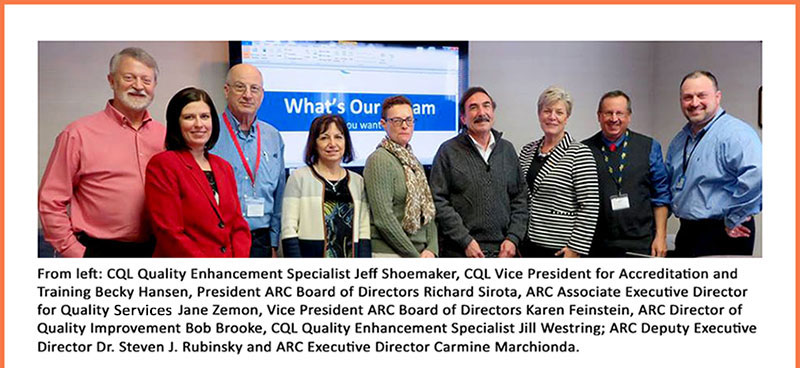 What's Our   am
you want
From left: CQL Quality Enhancement Specialist Jeff Shoemaker, CQL Vice President for Accreditation and
Training Becky Hansen, President ARC Board of Directors Richard Sirota, ARC Associate Executive Director
for Quality Services Jane Zemon, Vice President ARC Board of Directors Karen Feinstein, ARC Director of
Quality Improvement Bob Brooke, CQL Quality Enhancement Specialist Jill Westring; ARC Deputy Executive
Director Dr. Steven J. Rubinsky and ARC Executive Director Carmine Marchionda.